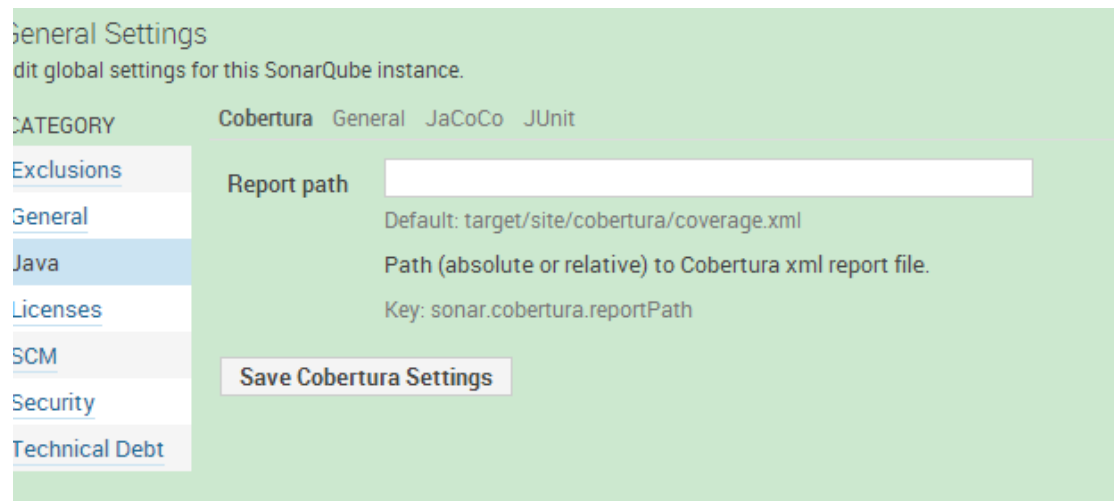 General Settings
dit global settings for this SonarQube instance.
CATEGORY
Cobertura General JaCoCo JUnit
Exclusions
General
Java
Licenses
SCM
Security
Technical Debt
Report path
Default: target/site/cobertura/coverage.xml
Path (absolute or relative) to Cobertura xml report file.
Key: sonar.cobertura.reportPath
Save Cobertura Settings